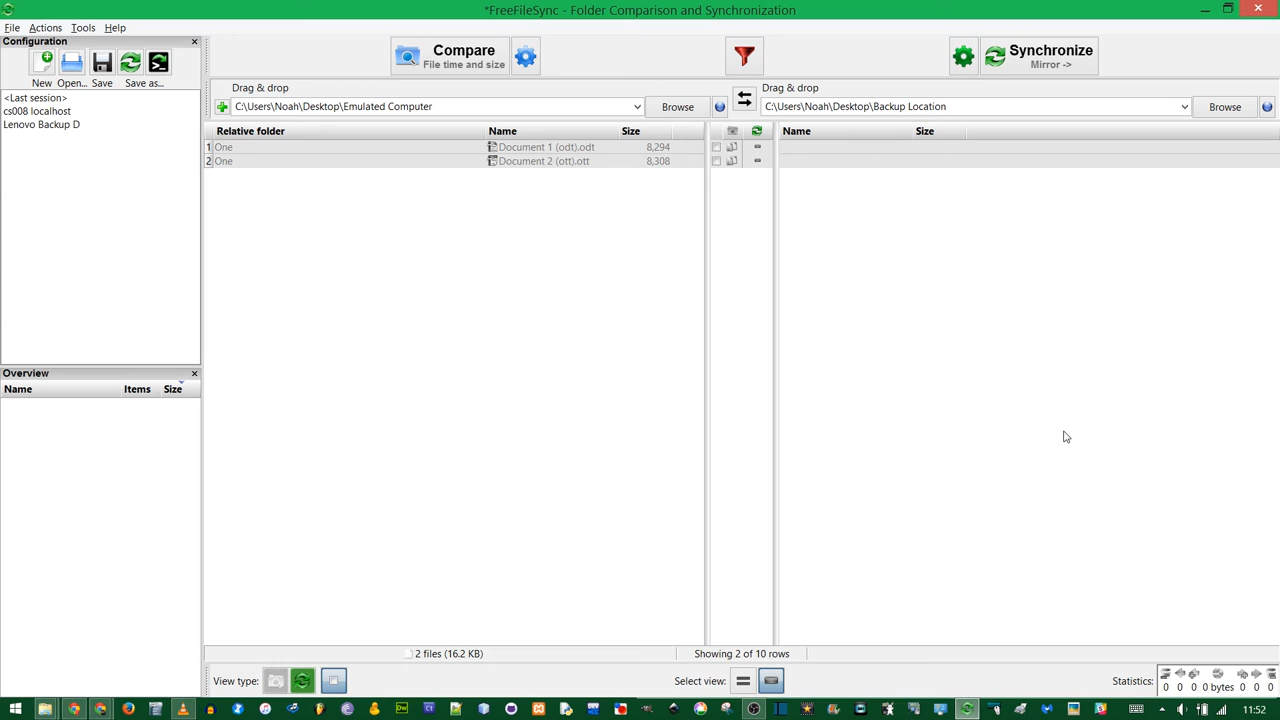 *FreeFileSync - Folder Comparison and Synchronization
File Actions Tools Help
Configuration
New Open... Save Save as...
<Last session>
cs008 localhost
Lenovo Backup D
Overview
Name Items Size
Compare
File time and size
Synchronize
Mirror ->
Drag & drop
C:\Users\Noah\Desktop\Emulated Computer Browse
Drag & drop
C:\Users\Noah\Desktop\Backup Location Browse
Relative folder Name Size
1 One Document 1 (odt).odt 8,294
2 One Document 2 (ott).ott 8,308
Name Size
2 files (16.2 KB)
Showing 2 of 10 rows
View type:
Select view:
Statistics:
0 0 0 0 bytes 0 0 0
11:52